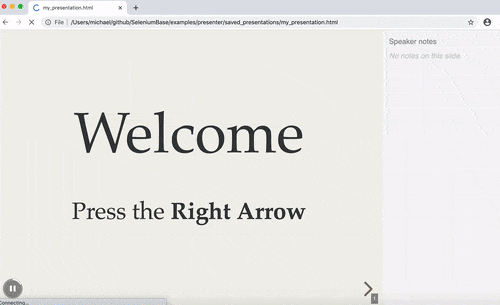 my_presentation.html
File | /Users/michael/github/SeleniumBase/examples/presenter/saved_presentations/my_presentation.html
Speaker notes
No notes on this slide.
Welcome
Press the Right Arrow
1
Connecting...